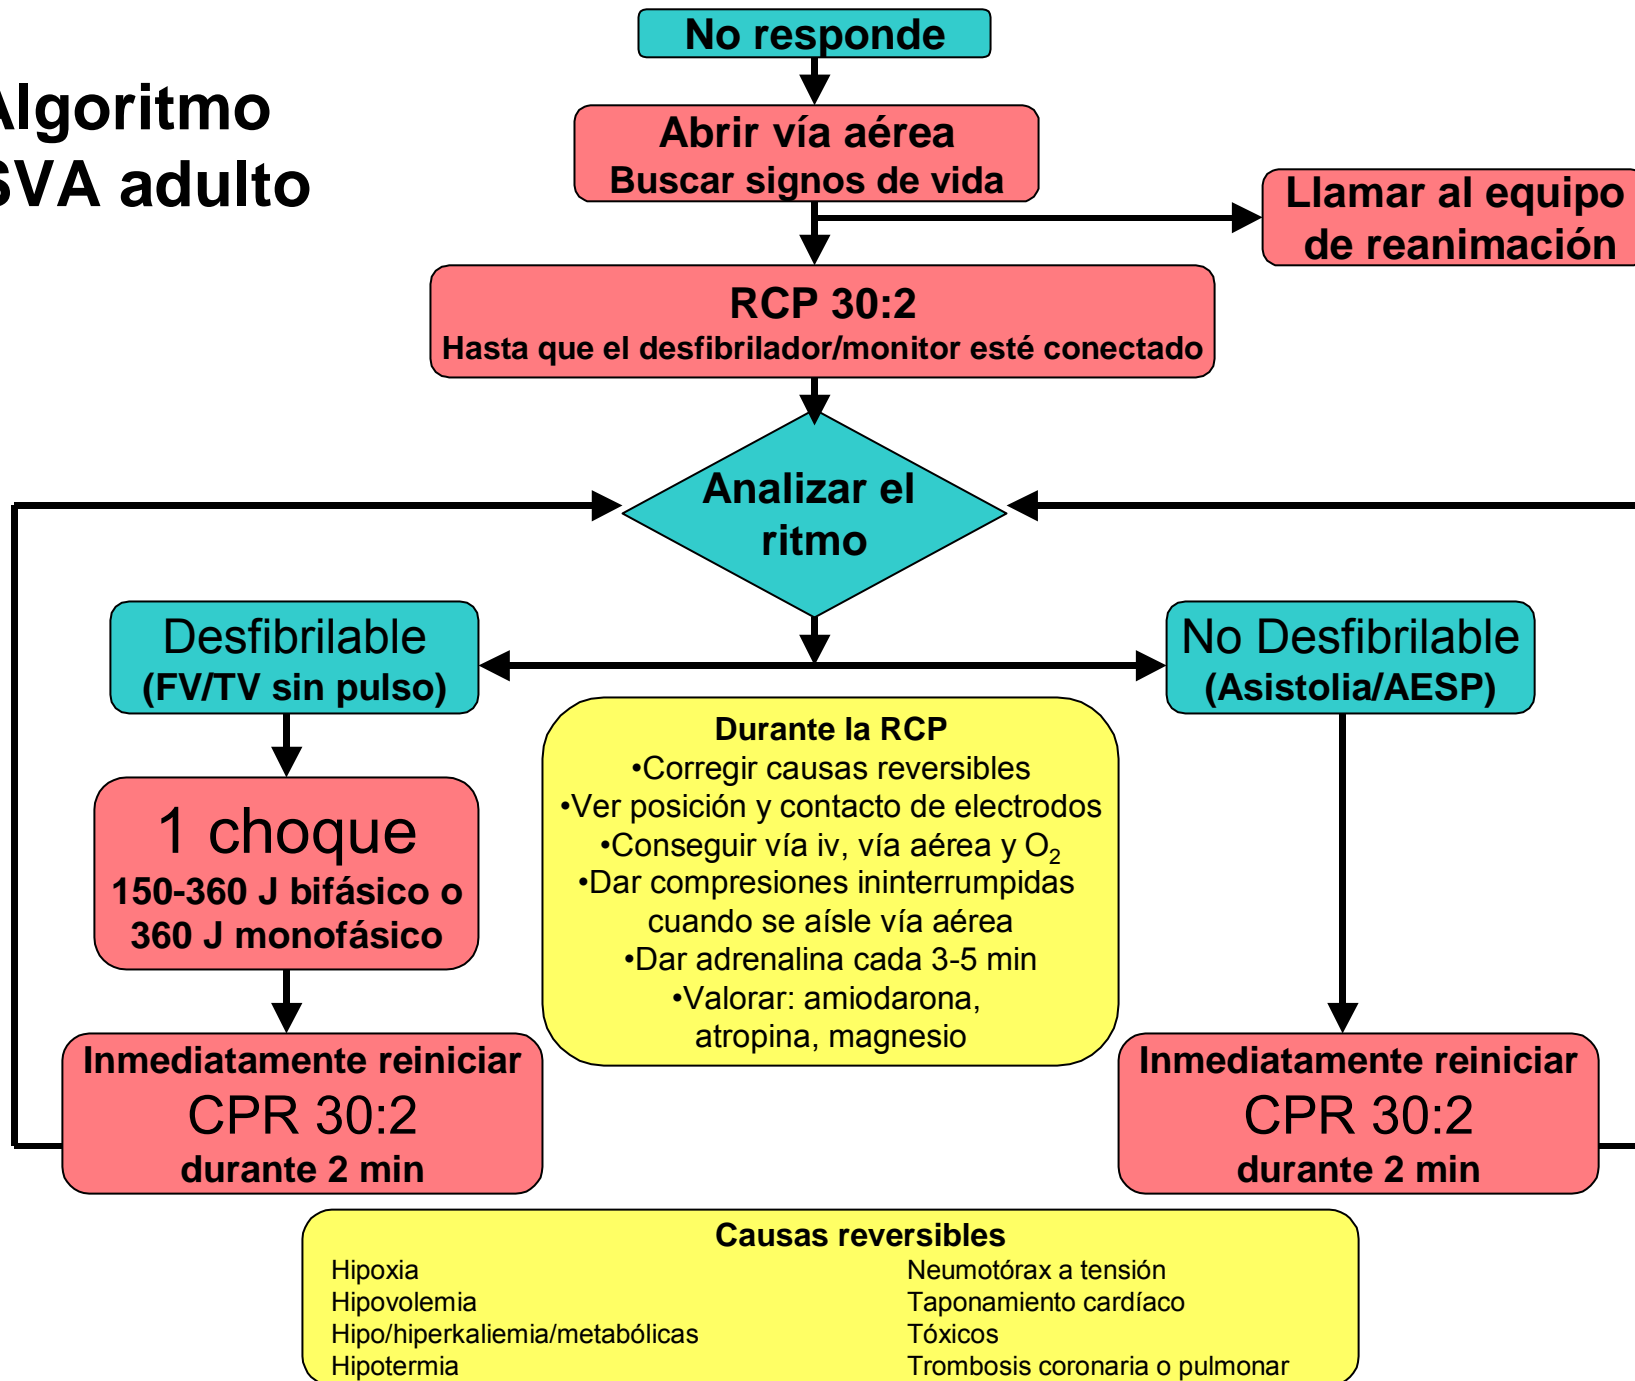 No responde
Algoritmo
SVA adulto
Abrir vía aérea
Buscar signos de vida
Llamar al equipo
de reanimación
RCP 30:2
Hasta que el desfibrilador/monitor esté conectado
Analizar el
ritmo
Desfibrilable
(FV/TV sin pulso)
No Desfibrilable
(Asistolia/AESP)
1 choque
150-360 J bifásico o
360 J monofásico
Durante la RCP
•Corregir causas reversibles
•Ver posición y contacto de electrodos
•Conseguir vía iv, vía aérea y O₂
•Dar compresiones ininterrumpidas
cuando se aísle vía aérea
•Dar adrenalina cada 3-5 min
•Valorar: amiodarona,
atropina, magnesio
Inmediatamente reiniciar
CPR 30:2
durante 2 min
Inmediatamente reiniciar
CPR 30:2
durante 2 min
Causas reversibles
Hipoxia
Hipovolemia
Hipo/hiperkaliemia/metabólicas
Hipotermia
Neumotórax a tensión
Taponamiento cardíaco
Tóxicos
Trombosis coronaria o pulmonar